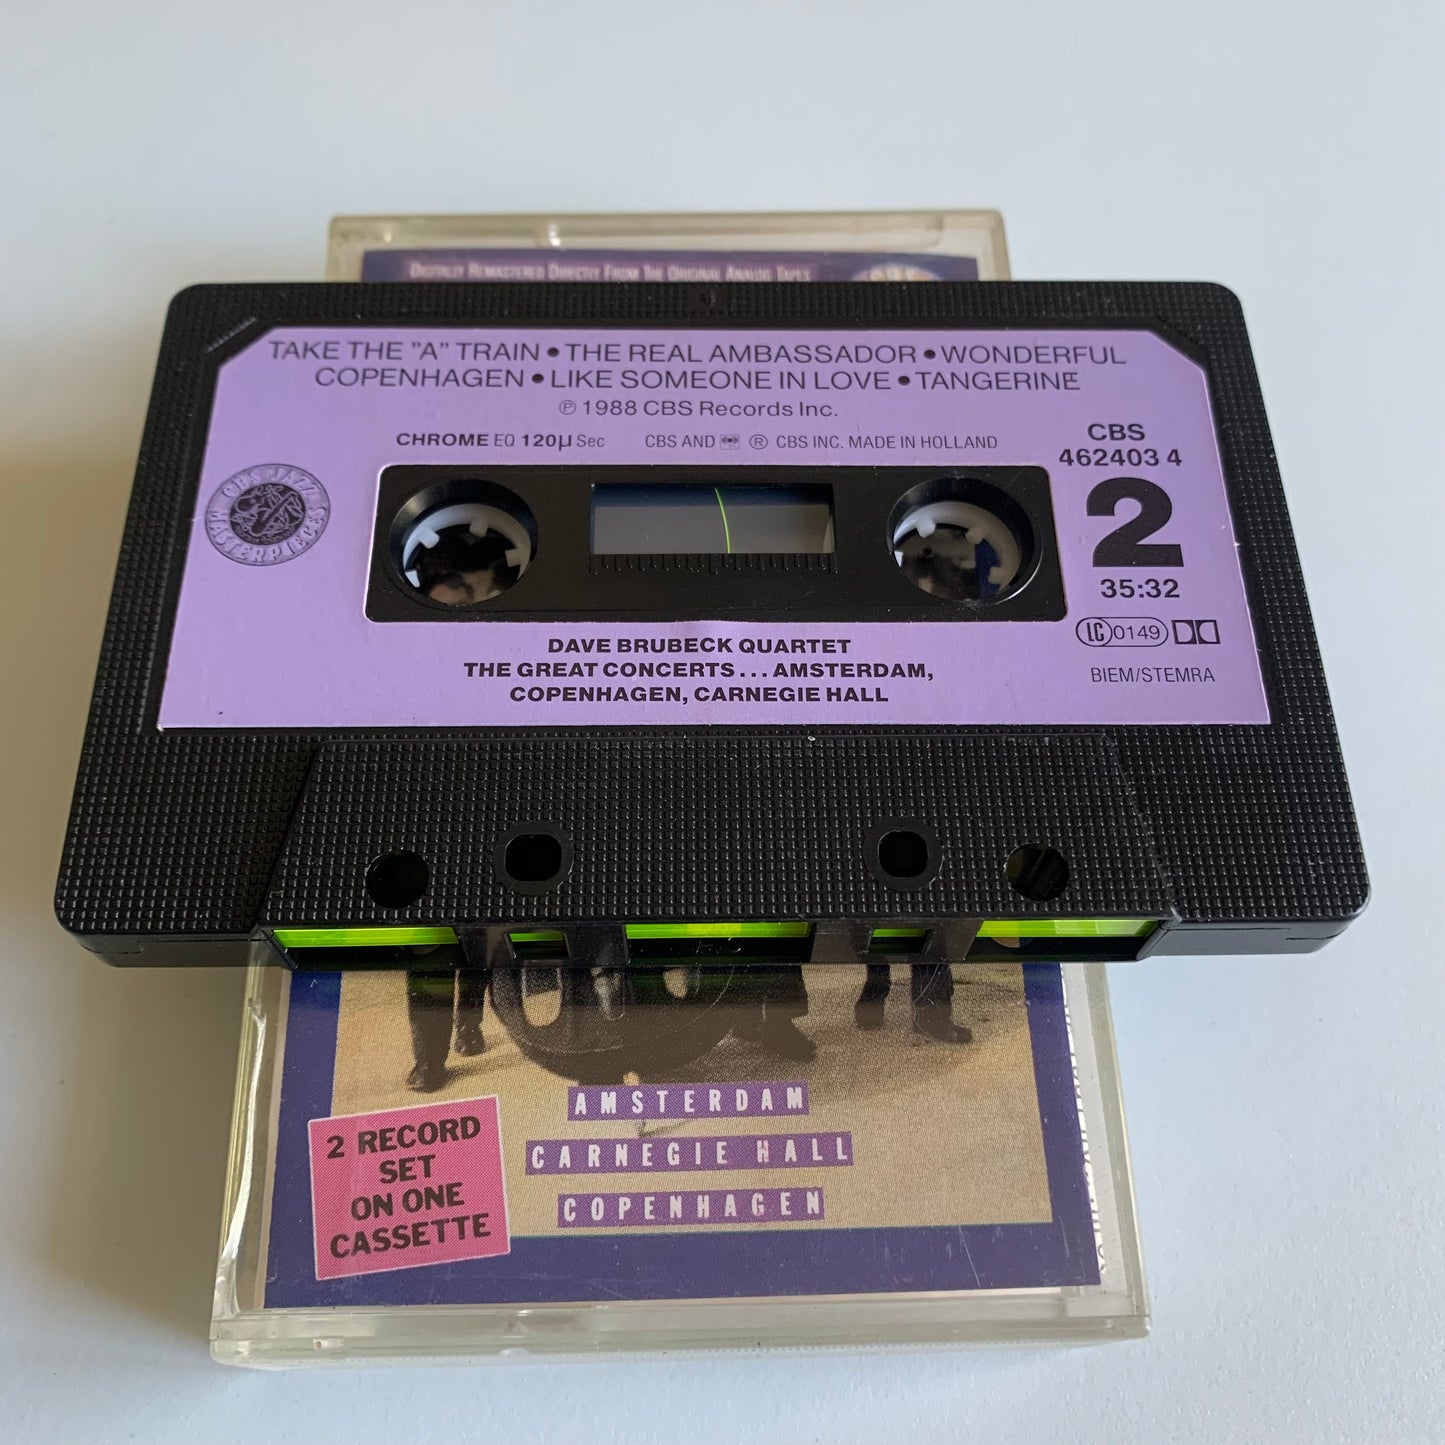 DIGITALLY REMASTERED DIRECTLY FROM THE ORIGINAL ANALOG TAPES
TAKE THE "A" TRAIN • THE REAL AMBASSADOR • WONDERFUL
COPENHAGEN • LIKE SOMEONE IN LOVE • TANGERINE
℗ 1988 CBS Records Inc.
CHROME EQ 120µ Sec CBS AND ® CBS INC. MADE IN HOLLAND
CBS
462403 4
2
35:32
LC 0149
BIEM/STEMRA
CBS JAZZ MASTERPIECES
DAVE BRUBECK QUARTET
THE GREAT CONCERTS... AMSTERDAM,
COPENHAGEN, CARNEGIE HALL
AMSTERDAM
CARNEGIE HALL
COPENHAGEN
2 RECORD
SET
ON ONE
CASSETTE